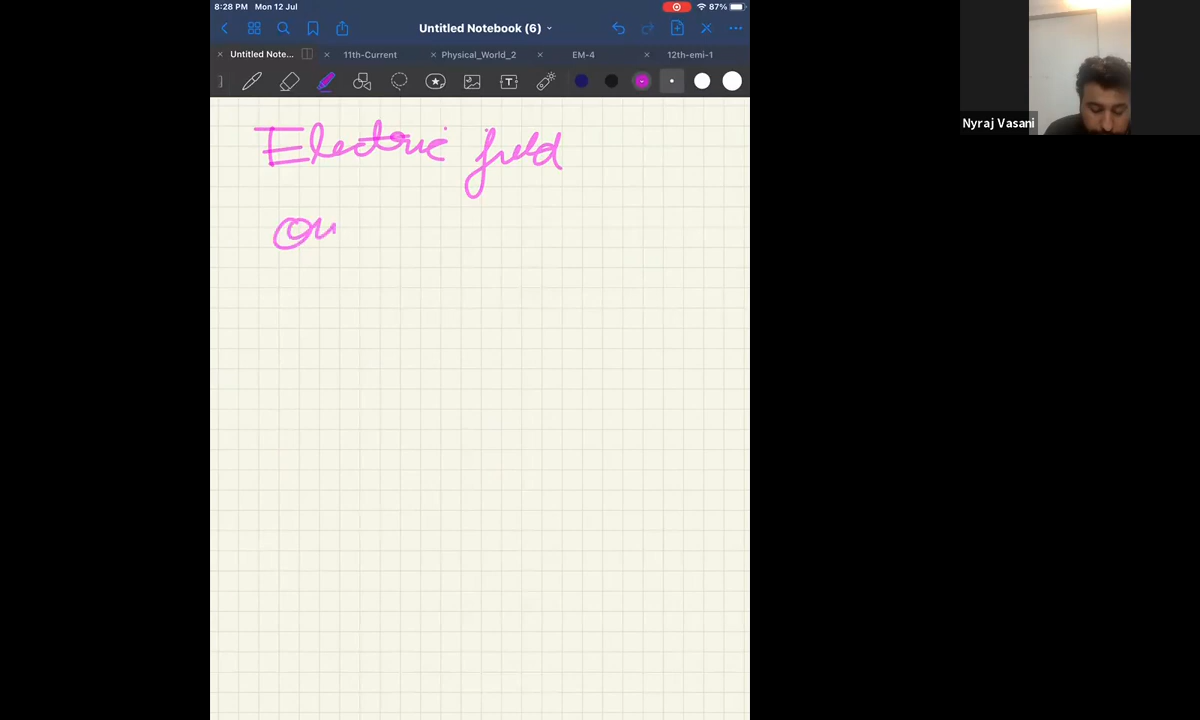 8:28 PM Mon 12 Jul 87%
Untitled Notebook (6)
Untitled Note... 11th-Current Physical_World_2 EM-4 12th-emi-1
Electric field
Nyraj Vasani